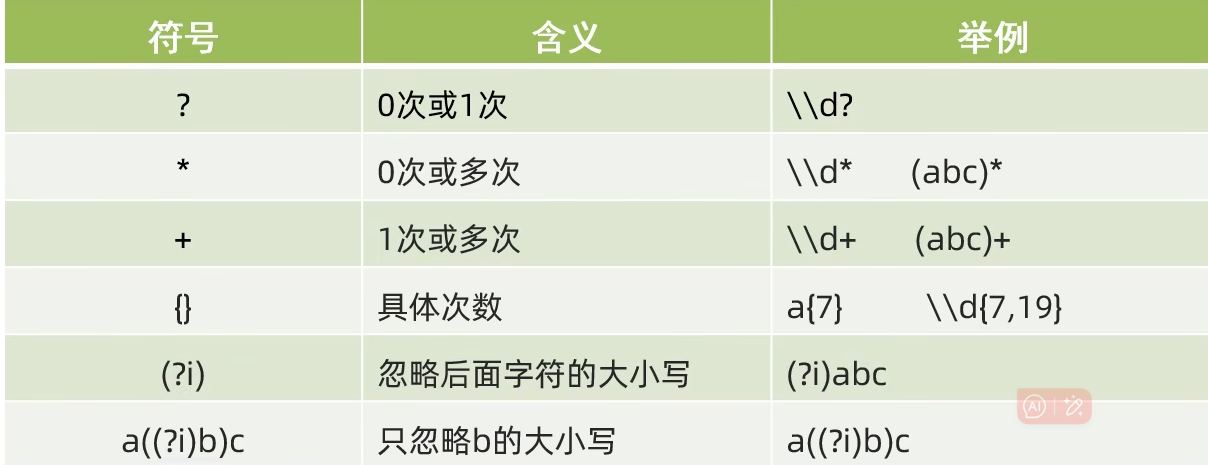 符号 含义 举例
? 0次或1次 \\d?
* 0次或多次 \\d* (abc)*
+ 1次或多次 \\d+ (abc)+
{} 具体次数 a{7} \\d{7,19}
(?i) 忽略后面字符的大小写 (?i)abc
AI
a((?i)b)c 只忽略b的大小写 a((?i)b)c